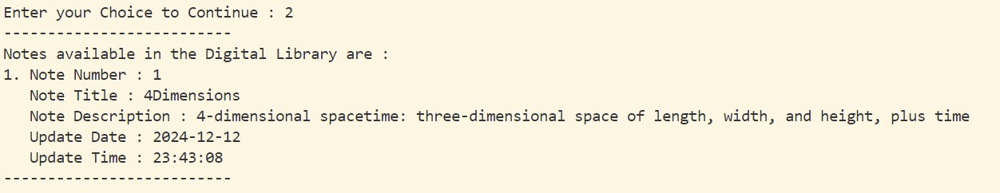 Enter your Choice to Continue : 2
--------------------------
Notes available in the Digital Library are :
1. Note Number : 1
   Note Title : 4Dimensions
   Note Description : 4-dimensional spacetime: three-dimensional space of length, width, and height, plus time
   Update Date : 2024-12-12
   Update Time : 23:43:08
--------------------------